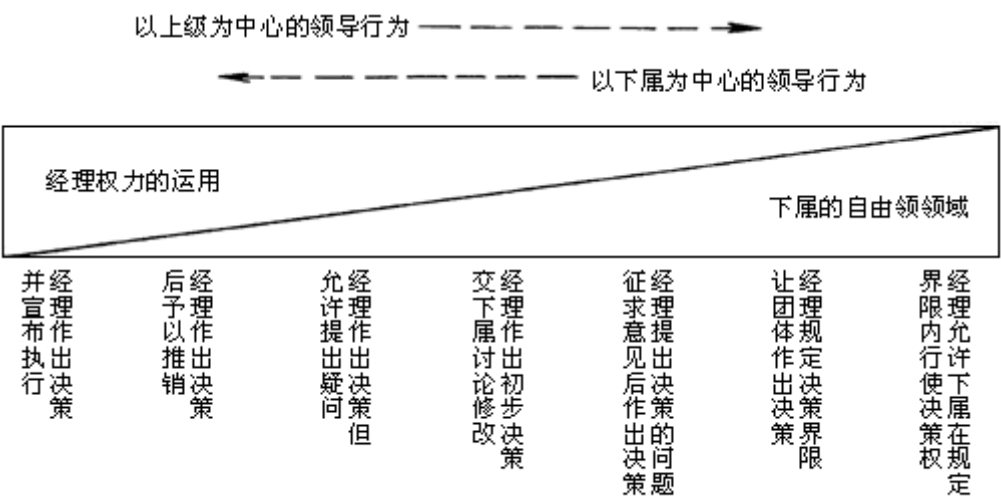 以上级为中心的领导行为
以下属为中心的领导行为
经理权力的运用
下属的自由领领域
经理作出决策
并宣布执行
经理作出决策
后予以推销
经理作出决策但
允许提出疑问
经理作出初步决策
交下属讨论修改
经理提出决策的问题
征求意见后作出决策
经理规定决策界限
让团体作出决策
经理允许下属在规定
界限内行使决策权